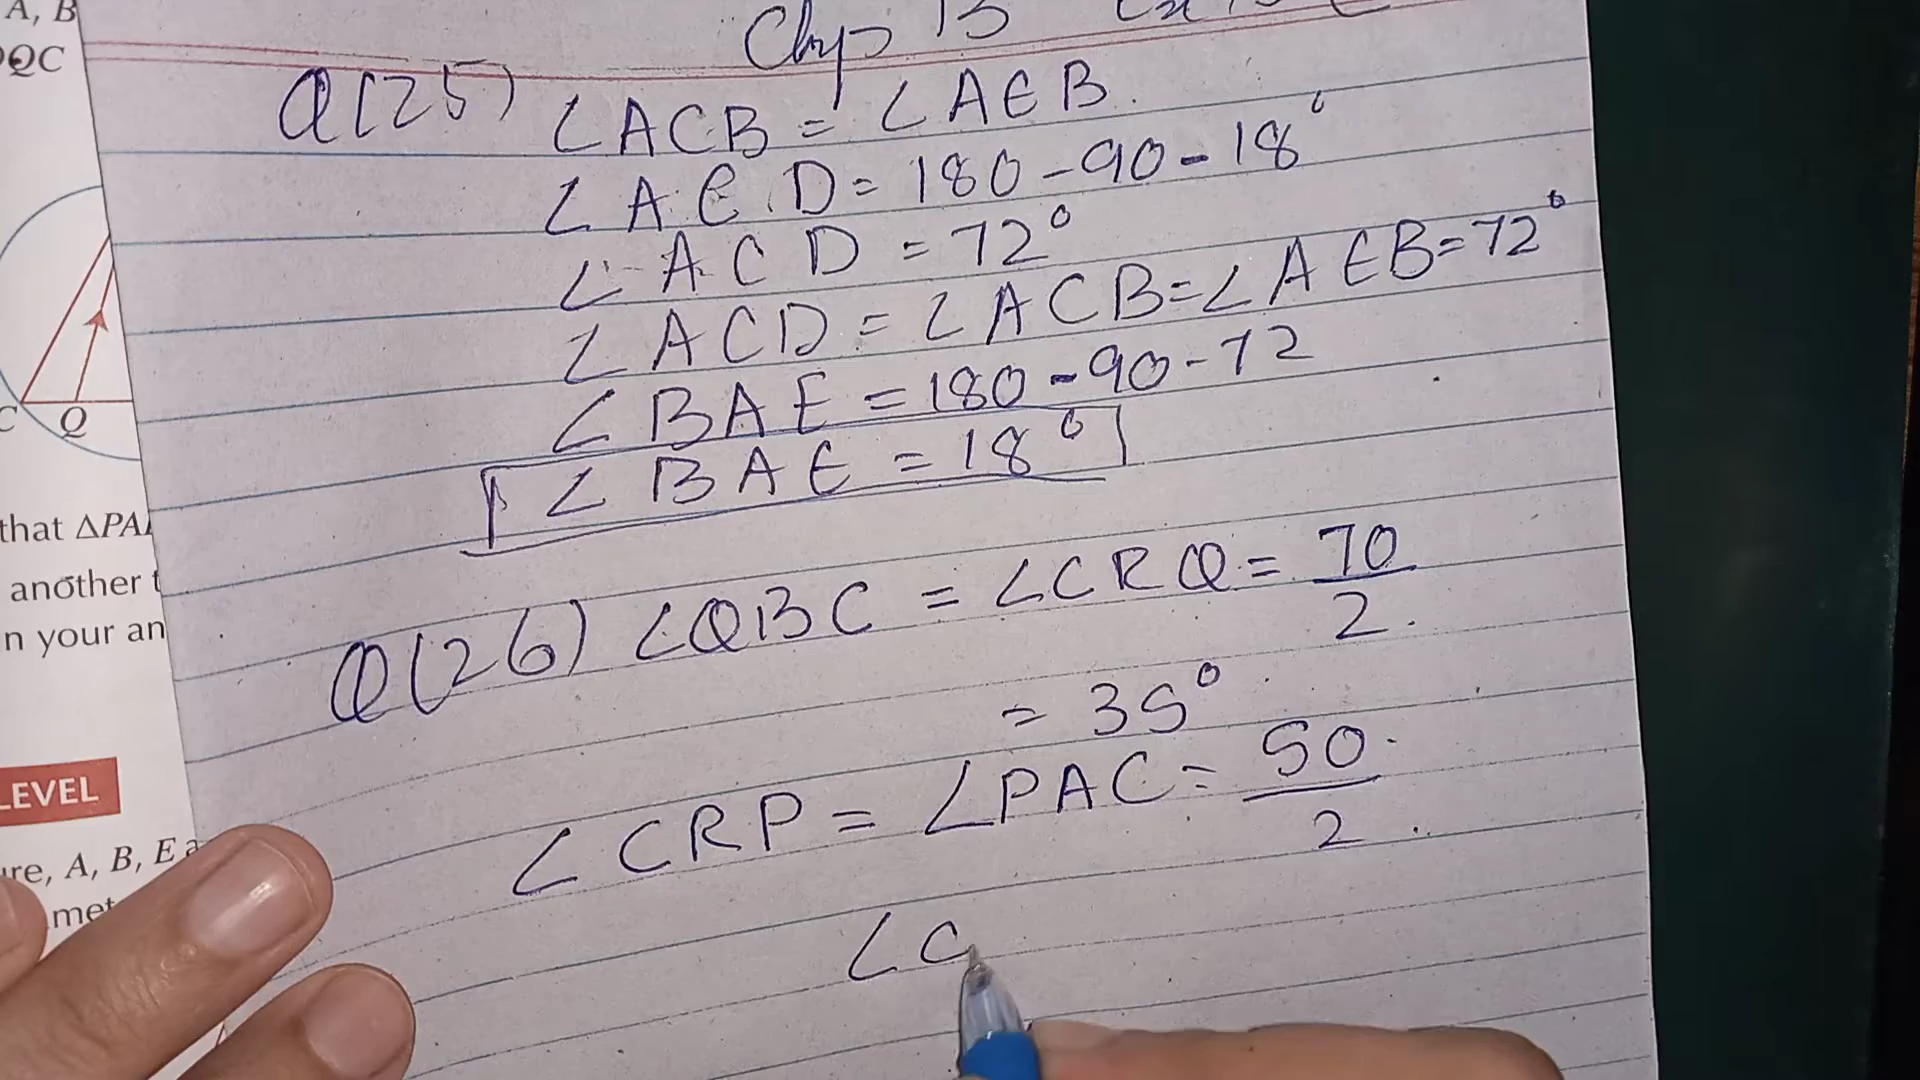 A, B
QC
Chp 13
Q(25) ∠ACB = ∠AEB.
∠ACD = 180 - 90 - 18°
∠ACD = 72°
∠ACD = ∠ACB = ∠AEB = 72°
∠BAE = 180 - 90 - 72
∠BAE = 18°
C Q
that ΔPA
another t
n your an
Q(26) ∠QBC = ∠CRQ = 70/2.
= 35°
∠CRP = ∠PAC = 50/2.
∠C
LEVEL
re, A, B, E a
met